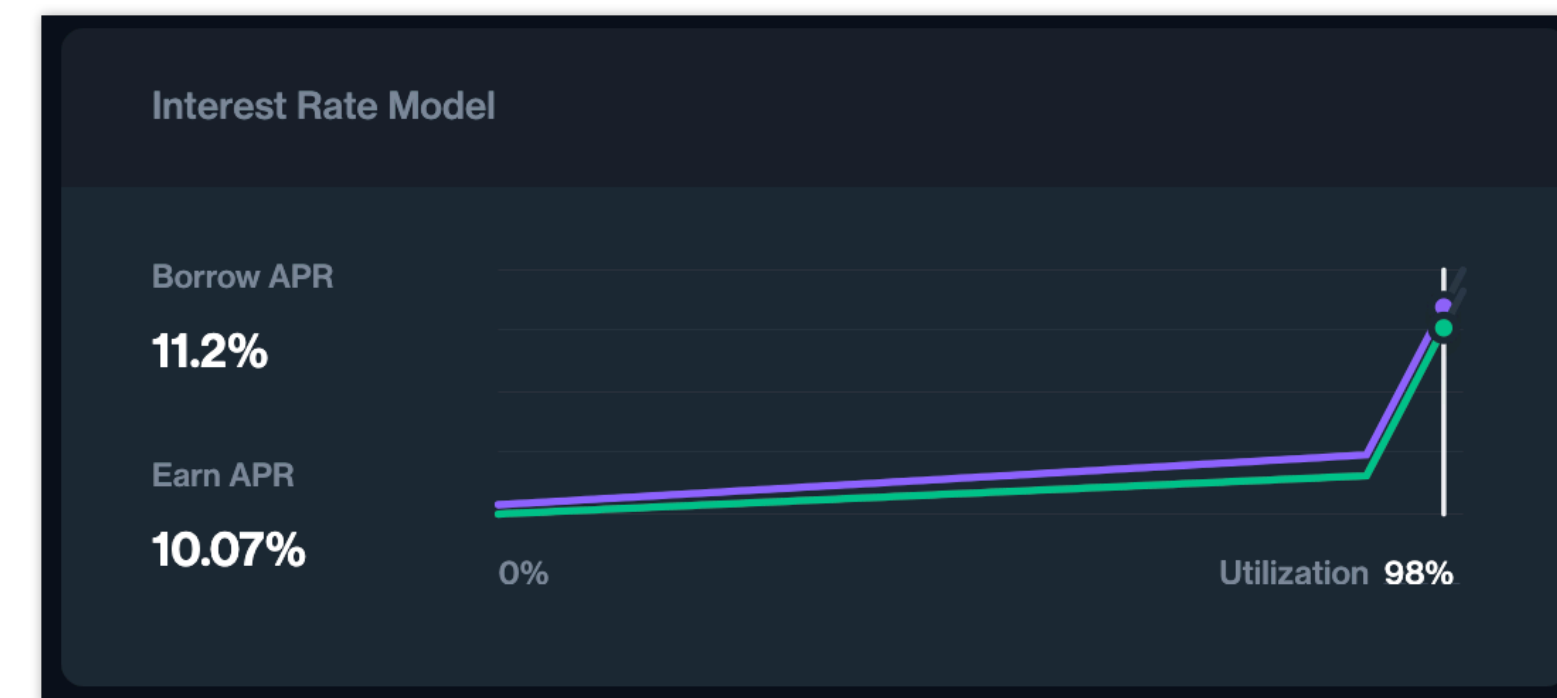 Interest Rate Model
Borrow APR
11.2%
Earn APR
10.07%
0%
Utilization 98%